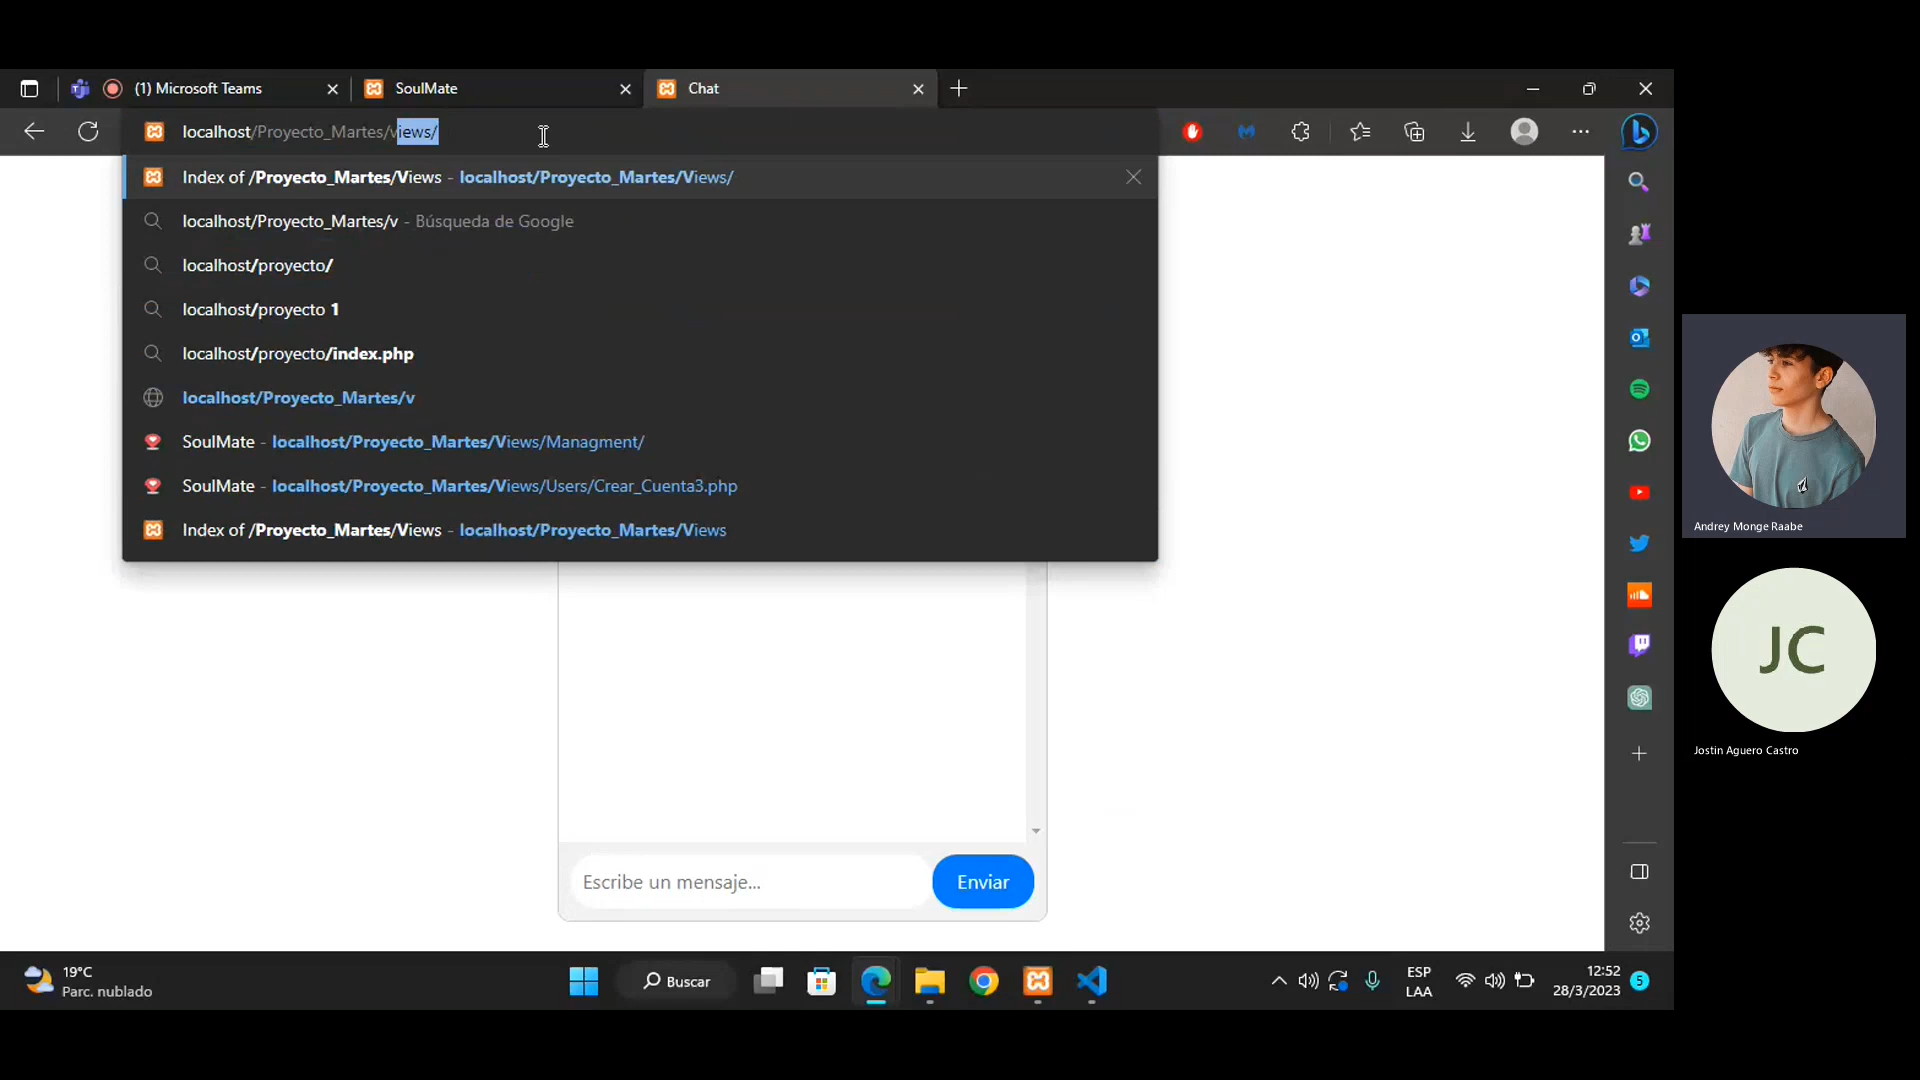 (1) Microsoft Teams
SoulMate
Chat
localhost/Proyecto_Martes/views/
Index of /Proyecto_Martes/Views - localhost/Proyecto_Martes/Views/
localhost/Proyecto_Martes/v - Búsqueda de Google
localhost/proyecto/
localhost/proyecto 1
localhost/proyecto/index.php
localhost/Proyecto_Martes/v
SoulMate - localhost/Proyecto_Martes/Views/Managment/
SoulMate - localhost/Proyecto_Martes/Views/Users/Crear_Cuenta3.php
Index of /Proyecto_Martes/Views - localhost/Proyecto_Martes/Views
Andrey Monge Raabe
JC
Jostin Aguero Castro
Escribe un mensaje...
Enviar
19°C
Parc. nublado
Buscar
ESP
LAA
12:52
28/3/2023
5